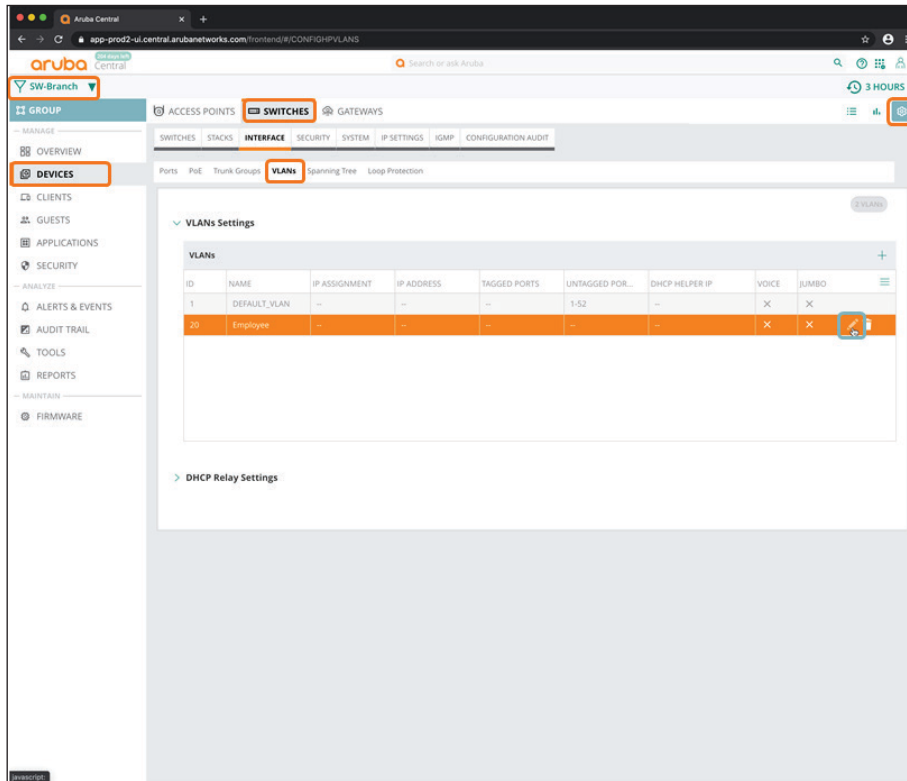 Aruba Central
app-prod2-ui.central.arubanetworks.com/frontend/#/CONFIGHPVLANS
aruba Central
Search or ask Aruba
SW-Branch
3 HOURS
GROUP
ACCESS POINTS SWITCHES GATEWAYS
MANAGE
SWITCHES STACKS INTERFACE SECURITY SYSTEM IP SETTINGS IGMP CONFIGURATION AUDIT
OVERVIEW
DEVICES
Ports PoE Trunk Groups VLANs Spanning Tree Loop Protection
CLIENTS
2 VLANs
GUESTS
VLANs Settings
APPLICATIONS
SECURITY
VLANs
ANALYZE
ID NAME IP ASSIGNMENT IP ADDRESS TAGGED PORTS UNTAGGED POR... DHCP HELPER IP VOICE JUMBO
ALERTS & EVENTS
1 DEFAULT_VLAN -- -- -- 1-52 --
20 Employee -- -- -- -- --
AUDIT TRAIL
TOOLS
REPORTS
MAINTAIN
FIRMWARE
DHCP Relay Settings
javascript: